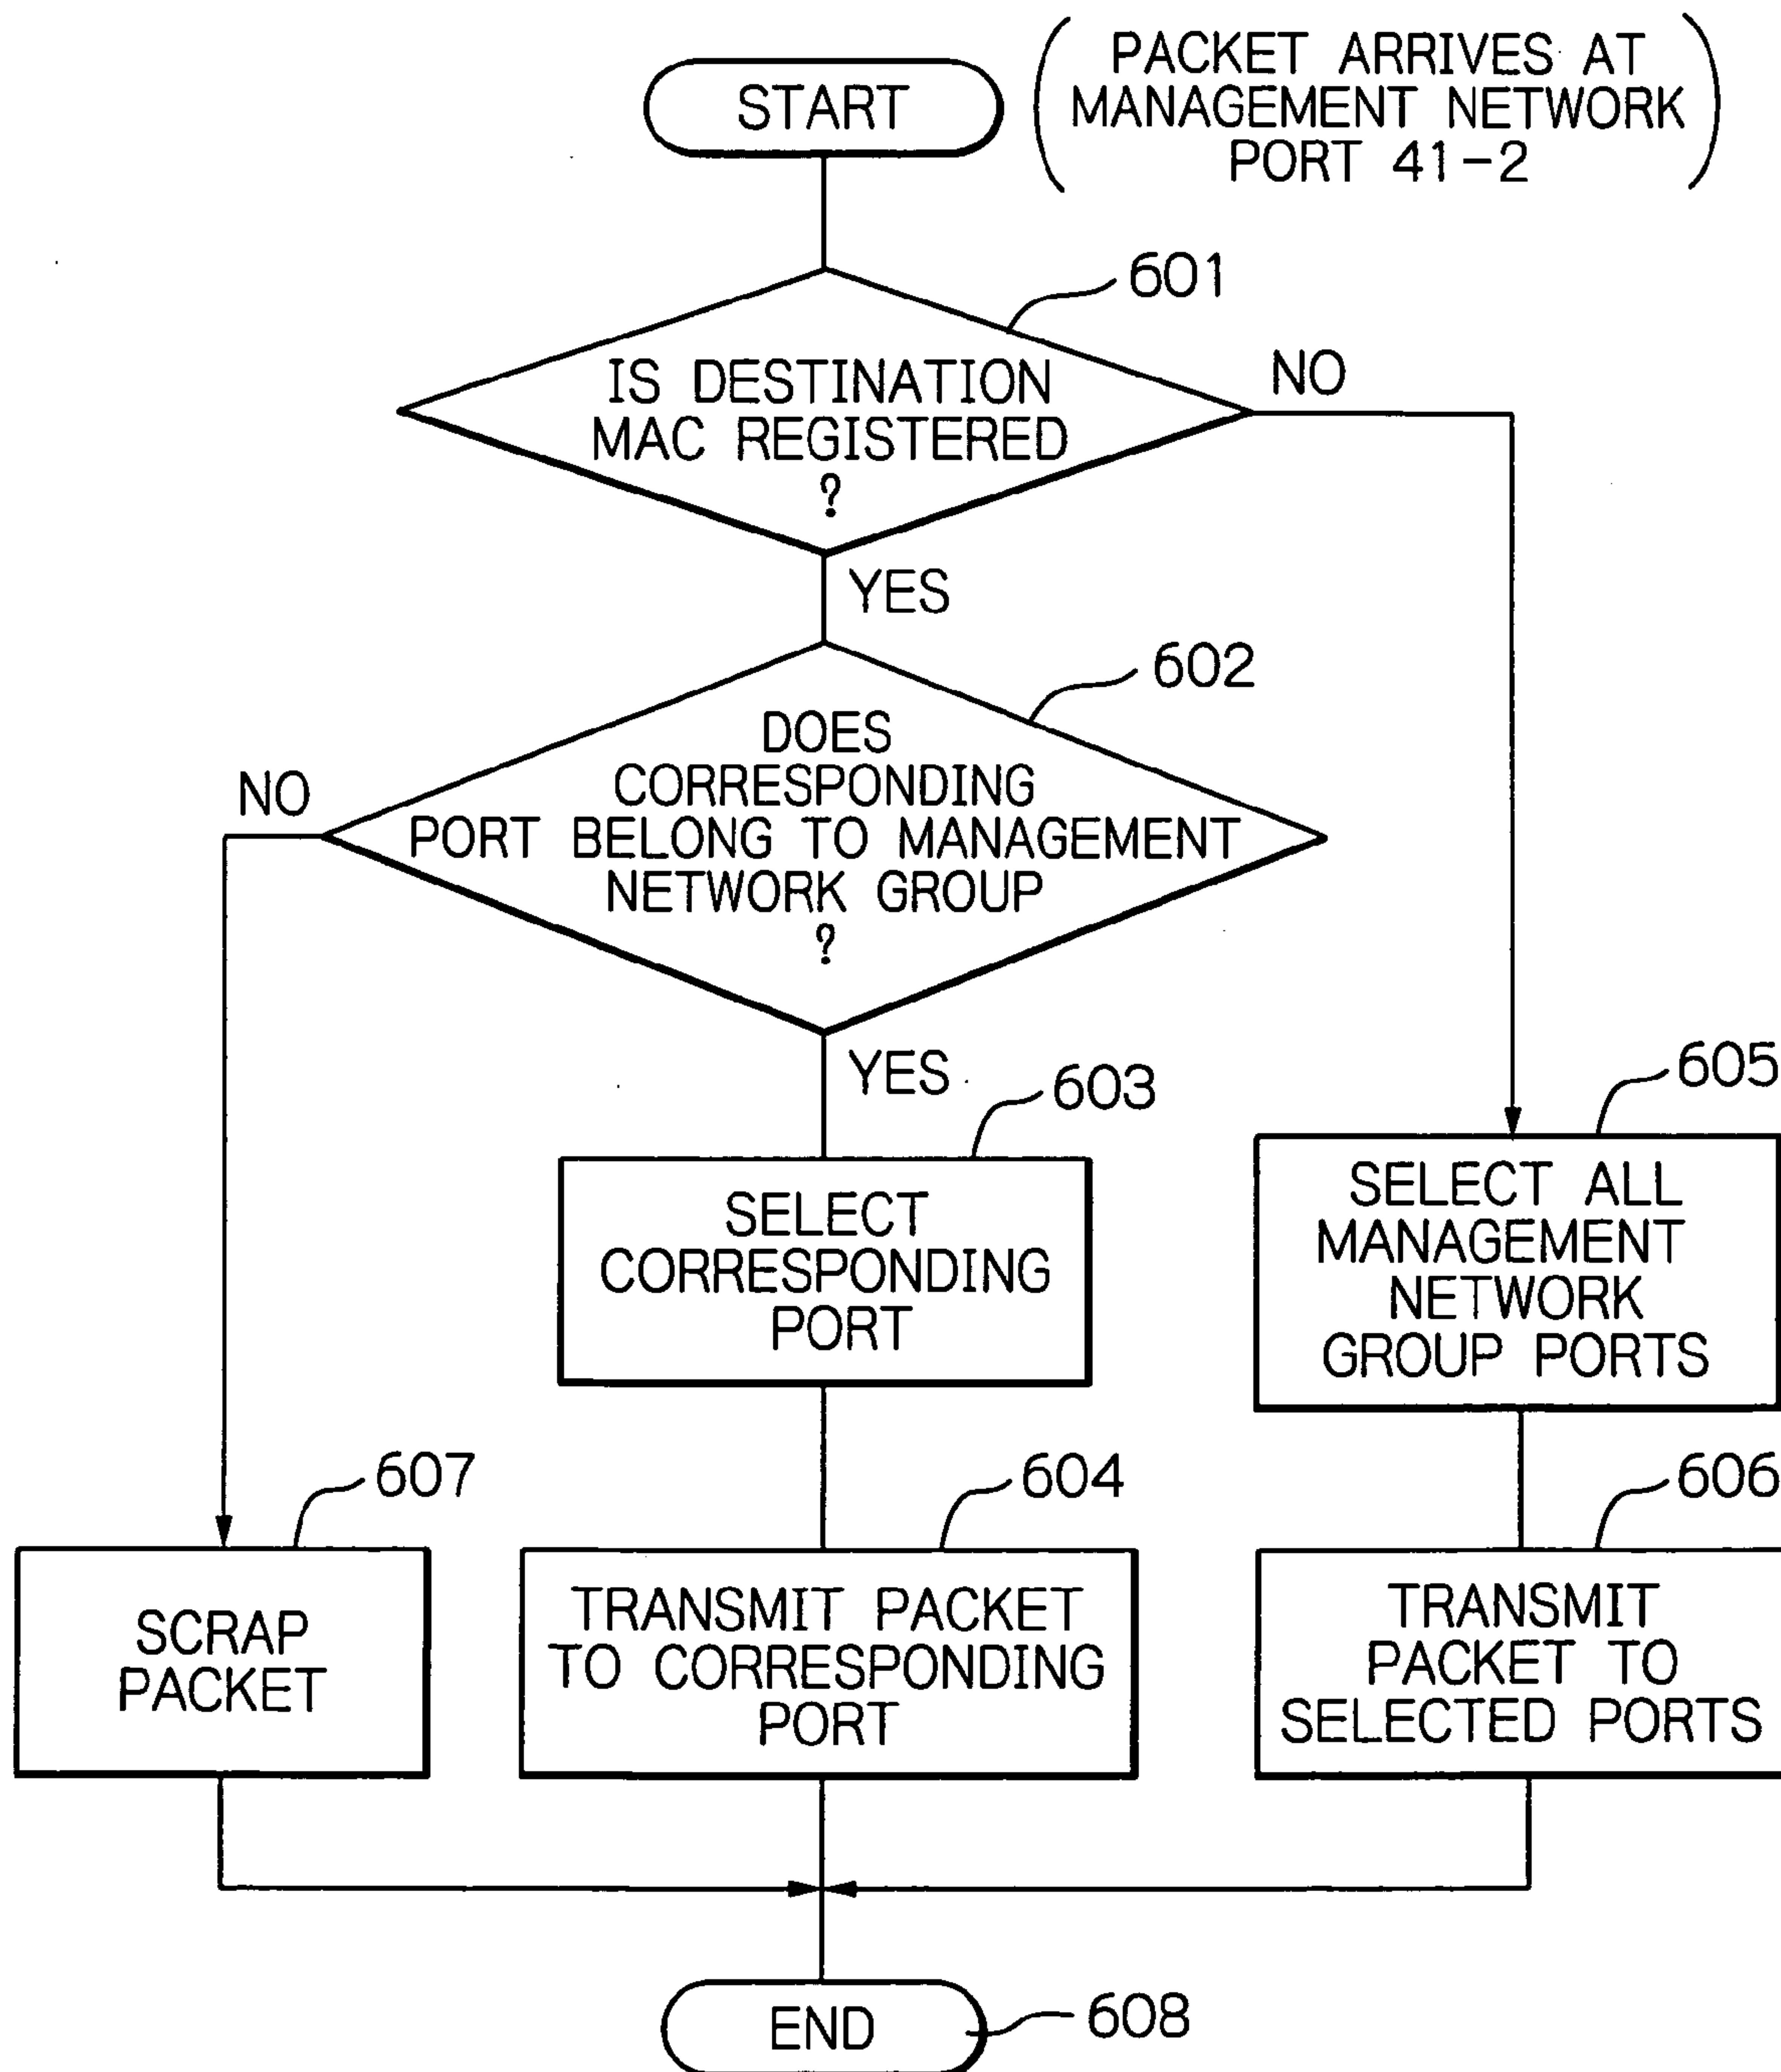 START
PACKET ARRIVES AT
MANAGEMENT NETWORK
PORT 41-2
601
IS DESTINATION
MAC REGISTERED
?
NO
YES
602
DOES
CORRESPONDING
PORT BELONG TO MANAGEMENT
NETWORK GROUP
?
NO
YES
603
SELECT
CORRESPONDING
PORT
605
SELECT ALL
MANAGEMENT
NETWORK
GROUP PORTS
607
SCRAP
PACKET
604
TRANSMIT PACKET
TO CORRESPONDING
PORT
606
TRANSMIT
PACKET TO
SELECTED PORTS
END
608